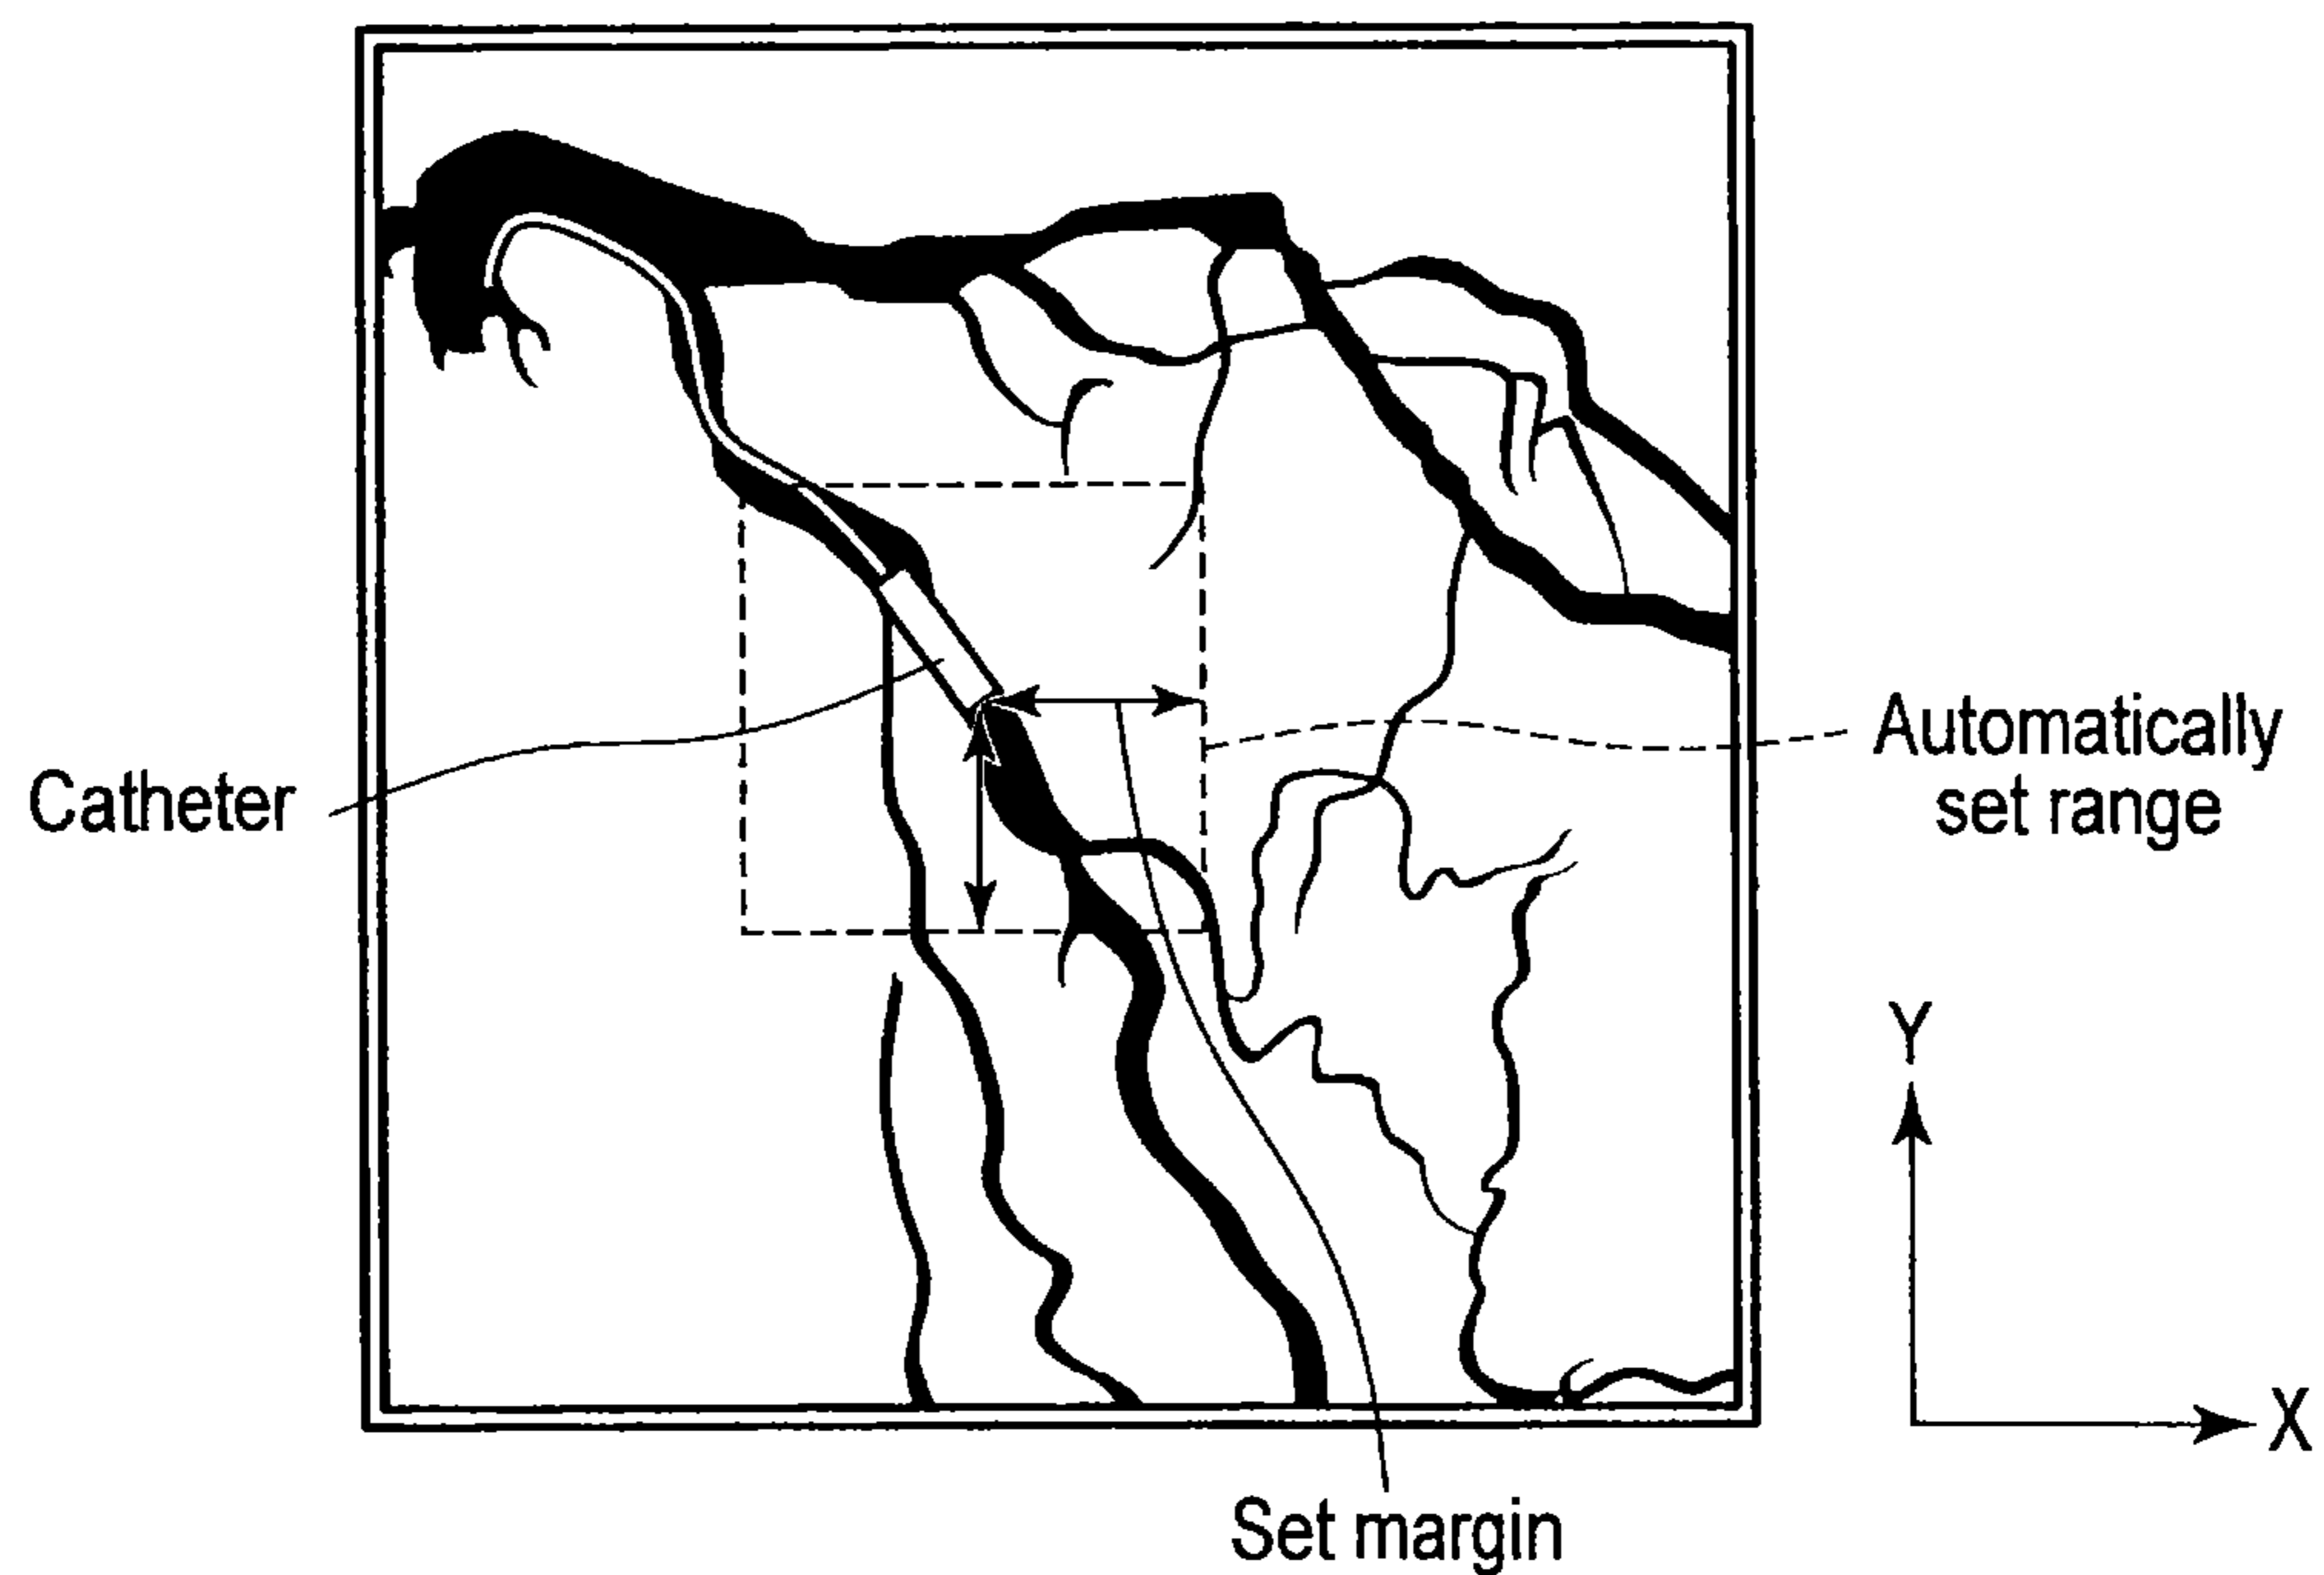 Automatically
set range
Catheter
Y
X
Set margin